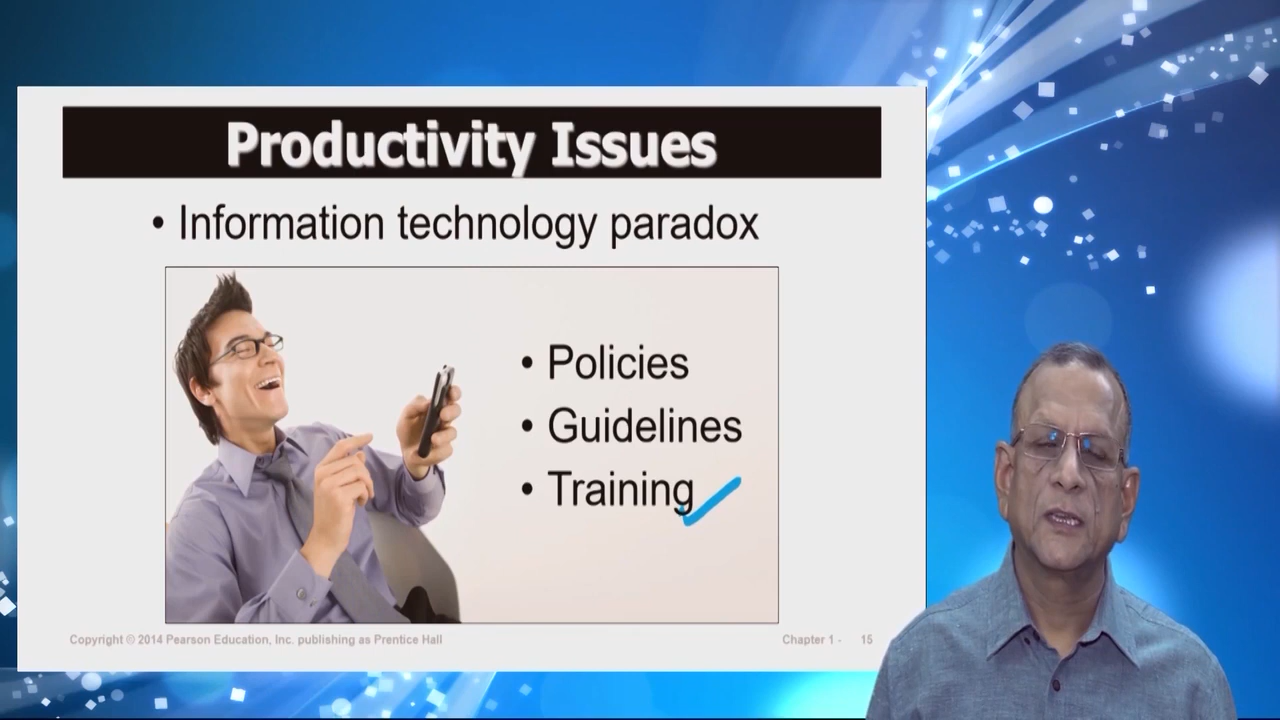 Productivity Issues
• Information technology paradox
• Policies
• Guidelines
• Training
Copyright © 2014 Pearson Education, Inc. publishing as Prentice Hall
Chapter 1 - 15